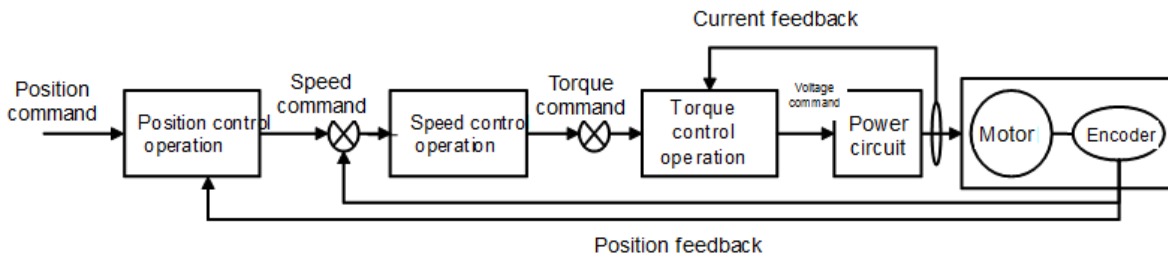 Current feedback
Position
command
Speed
command
Torque
command
Voltage
command
Position control
operation
Speed control
operation
Torque
control
operation
Power
circuit
Motor
Encoder
Position feedback